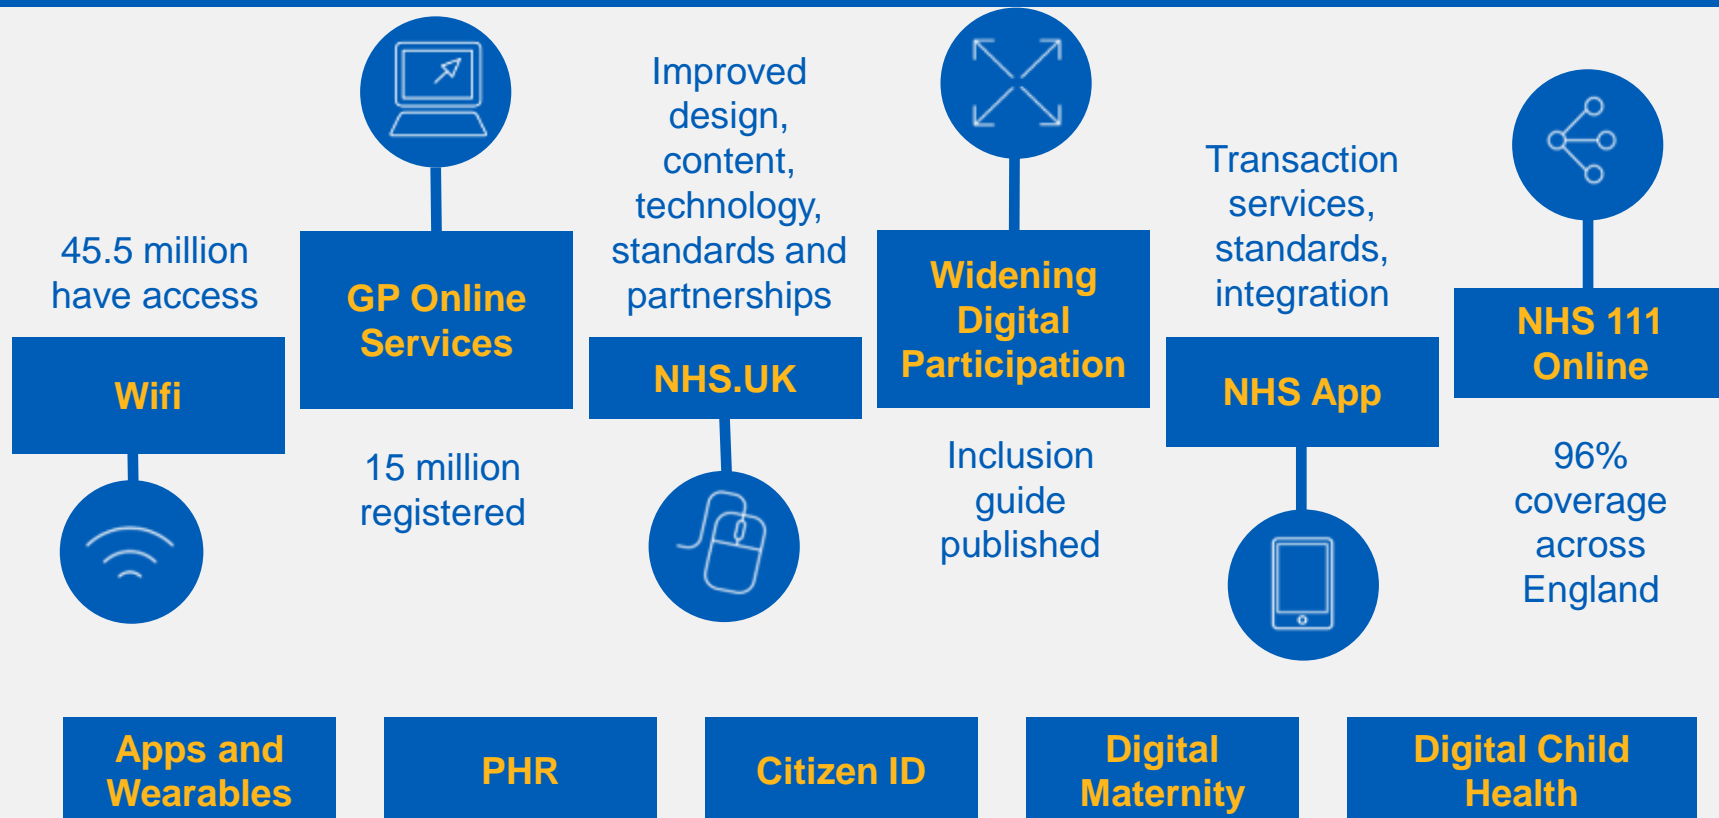 45.5 million
have access
Wifi
GP Online
Services
15 million
registered
Improved
design,
content,
technology,
standards and
partnerships
NHS.UK
Widening
Digital
Participation
Inclusion
guide
published
Transaction
services,
standards,
integration
NHS App
NHS 111
Online
96%
coverage
across
England
Apps and
Wearables
PHR
Citizen ID
Digital
Maternity
Digital Child
Health